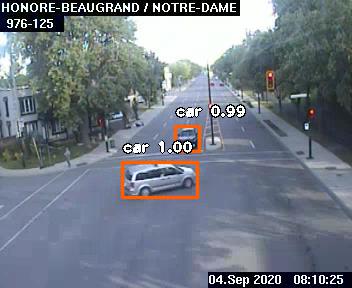 HONORE-BEAUGRAND / NOTRE-DAME
976-125
car 0.99
car 1.00
04.Sep 2020 08:10:25